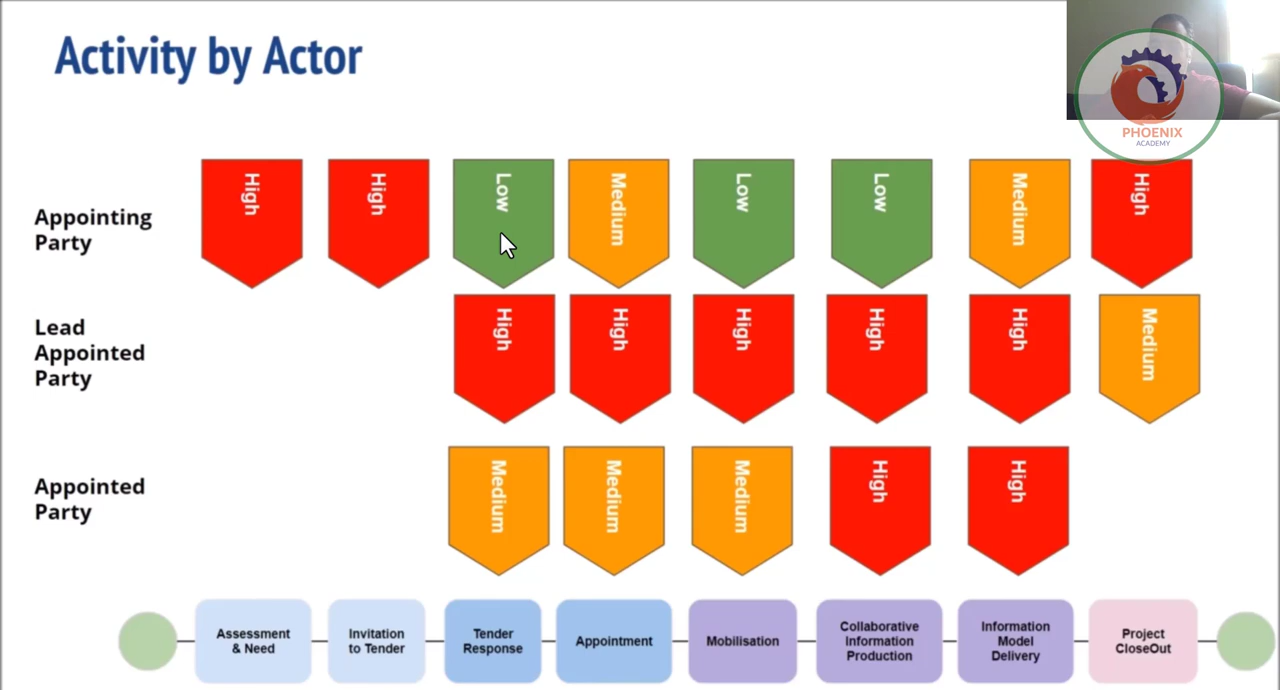 Activity by Actor
PHOENIX
ACADEMY
High
High
Low
Medium
Low
Low
Medium
High
Appointing
Party
High
High
High
High
High
Medium
Lead
Appointed
Party
Medium
Medium
Medium
High
High
Appointed
Party
Assessment
& Need
Invitation
to Tender
Tender
Response
Appointment
Mobilisation
Collaborative
Information
Production
Information
Model
Delivery
Project
CloseOut